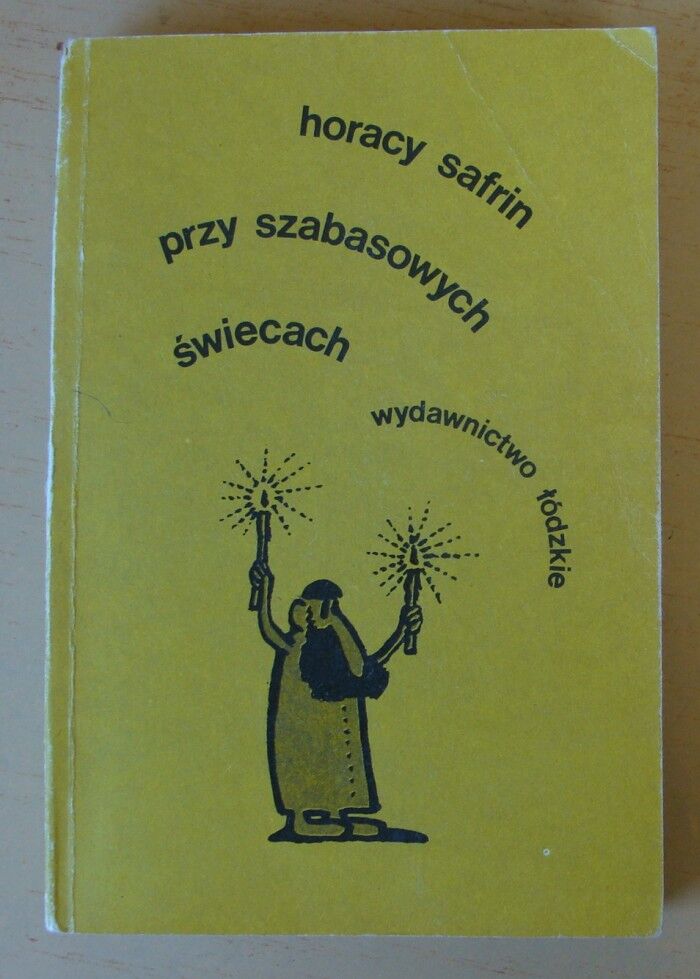 horacy safrin
przy szabasowych
świecach
wydawnictwo łódzkie